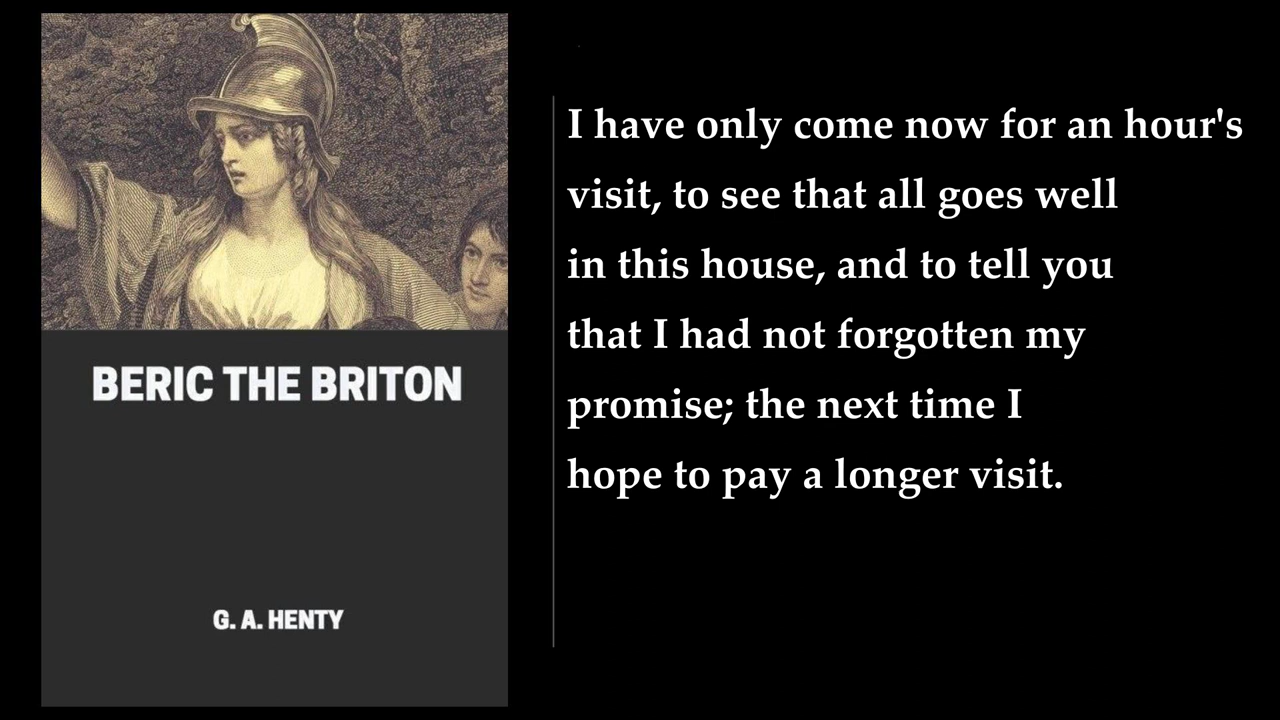 BERIC THE BRITON
G. A. HENTY
I have only come now for an hour's
visit, to see that all goes well
in this house, and to tell you
that I had not forgotten my
promise; the next time I
hope to pay a longer visit.